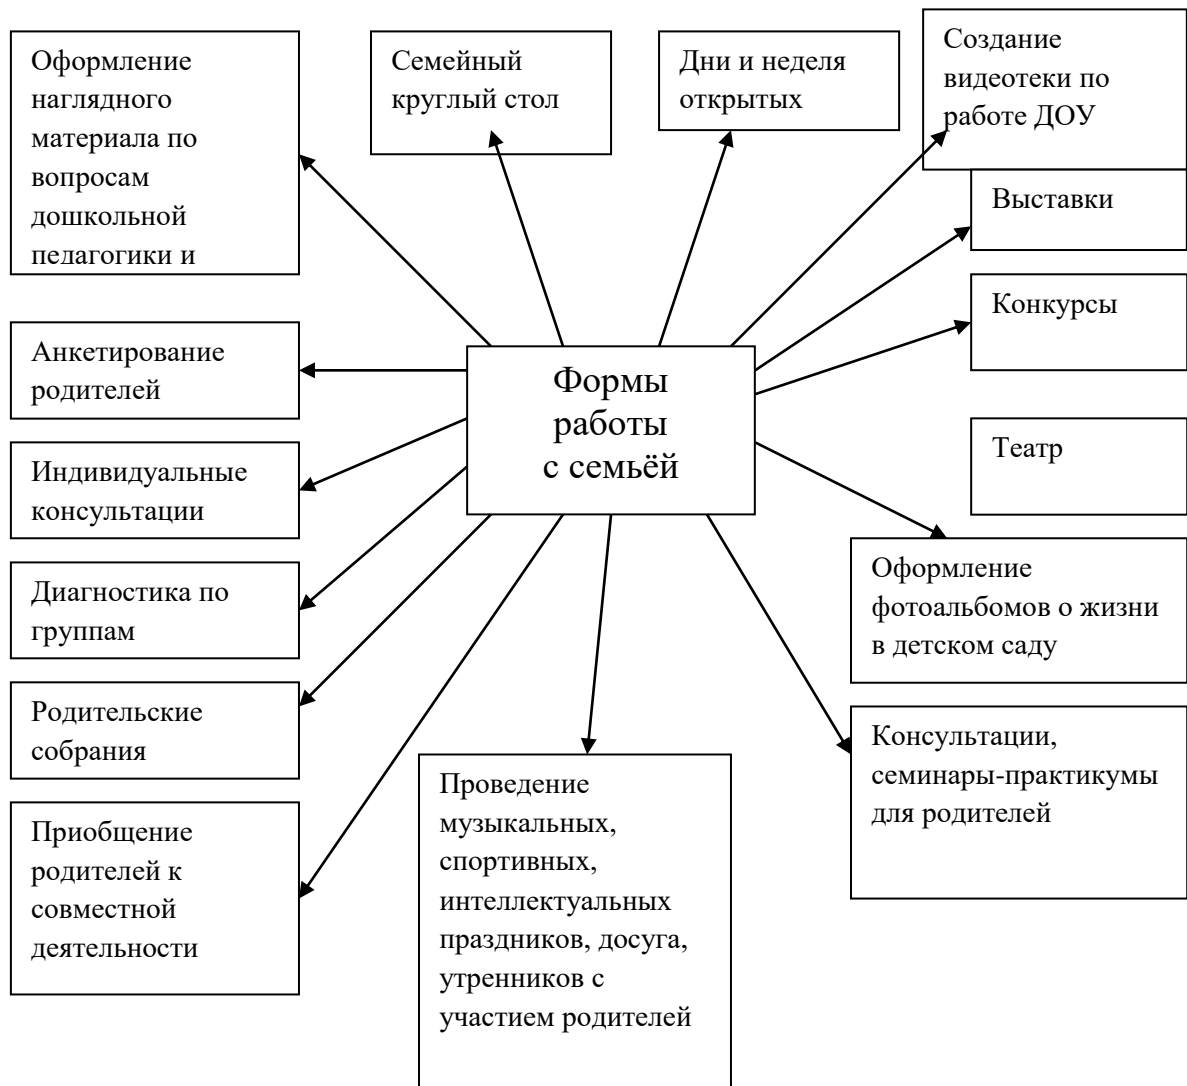 Оформление
наглядного
материала по
вопросам
дошкольной
педагогики и
Семейный
круглый стол
Дни и неделя
открытых
Создание
видеотеки по
работе ДОУ
Выставки
Конкурсы
Анкетирование
родителей
Формы
работы
с семьёй
Театр
Индивидуальные
консультации
Оформление
фотоальбомов о жизни
в детском саду
Диагностика по
группам
Родительские
собрания
Консультации,
семинары-практикумы
для родителей
Проведение
музыкальных,
спортивных,
интеллектуальных
праздников, досуга,
утренников с
участием родителей
Приобщение
родителей к
совместной
деятельности